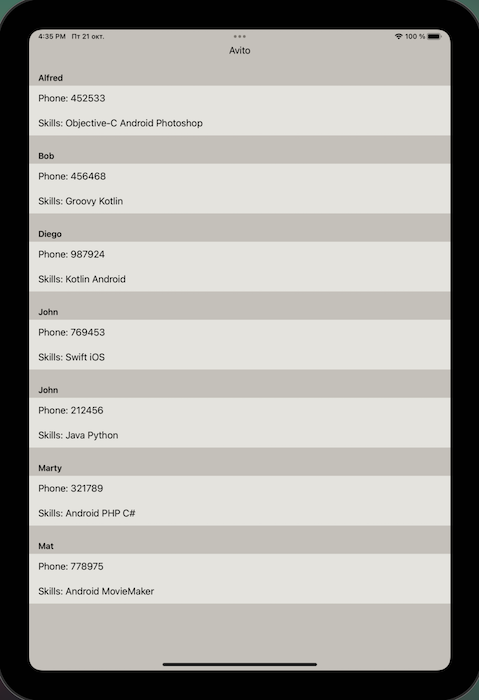 4:35 PM Пт 21 окт.
100 %
Avito
Alfred
Phone: 452533
Skills: Objective-C Android Photoshop
Bob
Phone: 456468
Skills: Groovy Kotlin
Diego
Phone: 987924
Skills: Kotlin Android
John
Phone: 769453
Skills: Swift iOS
John
Phone: 212456
Skills: Java Python
Marty
Phone: 321789
Skills: Android PHP C#
Mat
Phone: 778975
Skills: Android MovieMaker